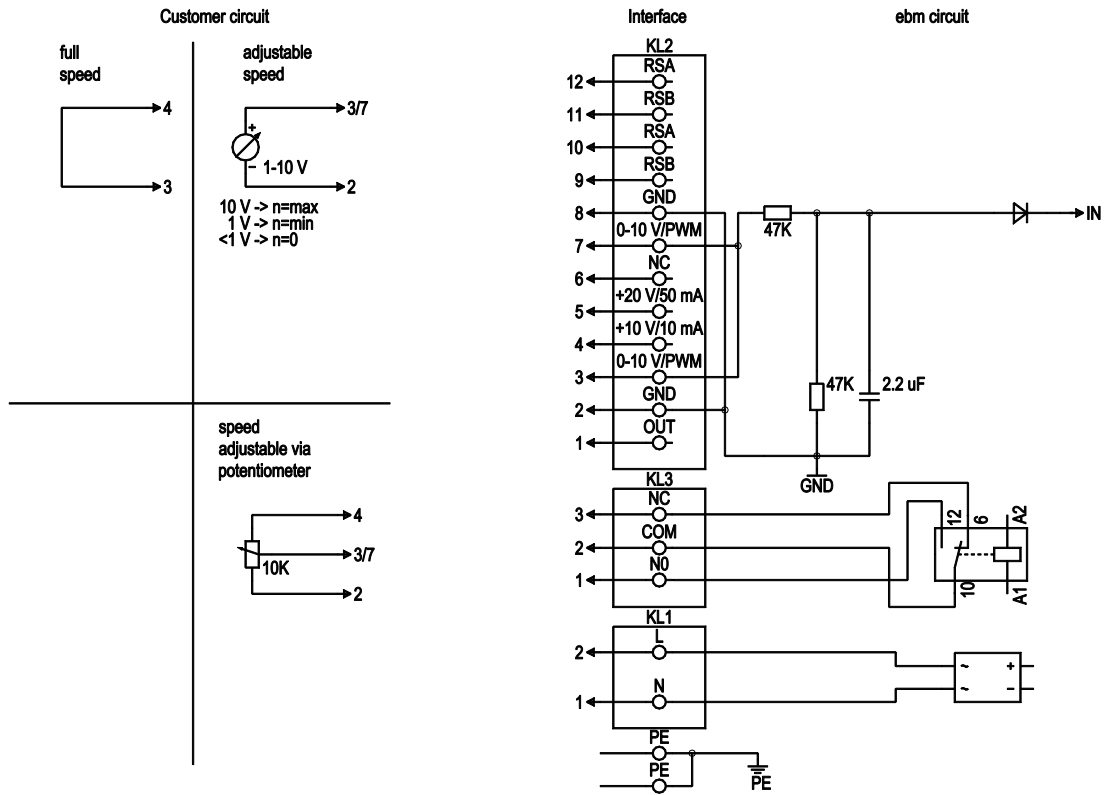 Customer circuit
Interface
ebm circuit
full
speed
4
3
adjustable
speed
3/7
+
– 1-10 V
2
10 V -> n=max
1 V -> n=min
<1 V -> n=0
speed
adjustable via
potentiometer
4
3/7
10K
2
KL2
RSA
12
RSB
11
RSA
10
RSB
9
GND
8
0-10 V/PWM
7
NC
6
+20 V/50 mA
5
+10 V/10 mA
4
0-10 V/PWM
3
GND
2
OUT
1
47K
IN
47K
2.2 uF
GND
KL3
NC
3
COM
2
N0
1
12
6
A2
10
A1
KL1
L
2
N
1
~ +
~ –
PE
PE
PE